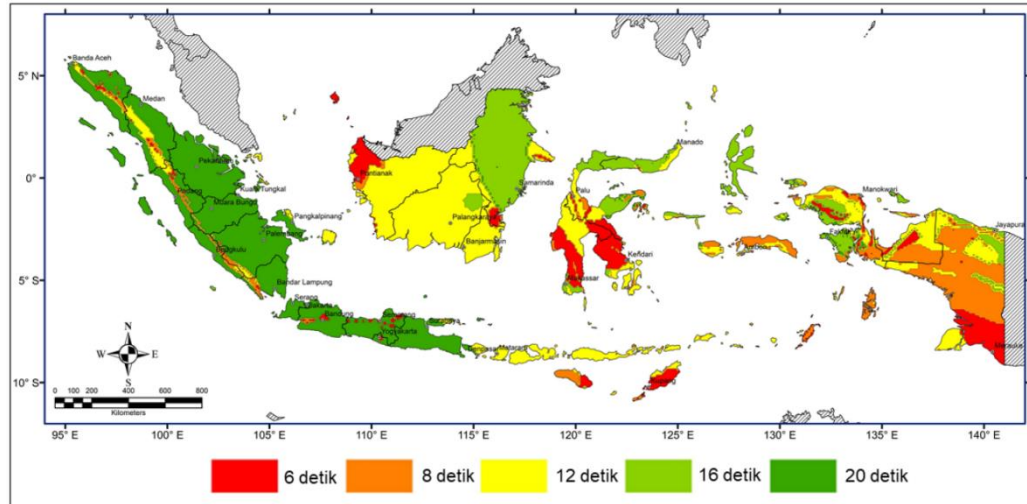 Banda Aceh
5° N
Medan
Manado
Pekanbaru
0°
Pontianak
Samarinda
Palu
Manokwari
Padang
Kuala Tungkal
Muara Bungo
Pangkalpinang
Palangkaraya
Jayapura
Palembang
Bengkulu
Banjarmasin
Kendari
Ambon
5° S
Bandar Lampung
Makassar
Serang
Jakarta
Bandung
Semarang
Surabaya
Yogyakarta
Denpasar
Mataram
Merauke
N
W
E
S
10° S
0 100 200 400 600 800
Kilometers
95° E 100° E 105° E 110° E 115° E 120° E 125° E 130° E 135° E 140° E
6 detik 8 detik 12 detik 16 detik 20 detik